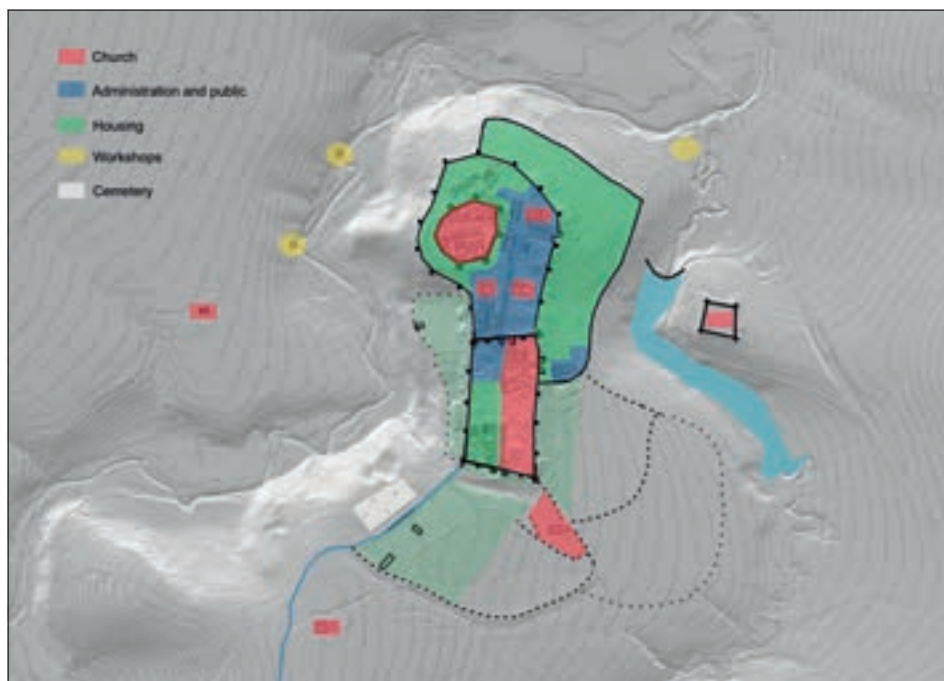 Church
Administration and public
Housing
Workshops
Cemetery